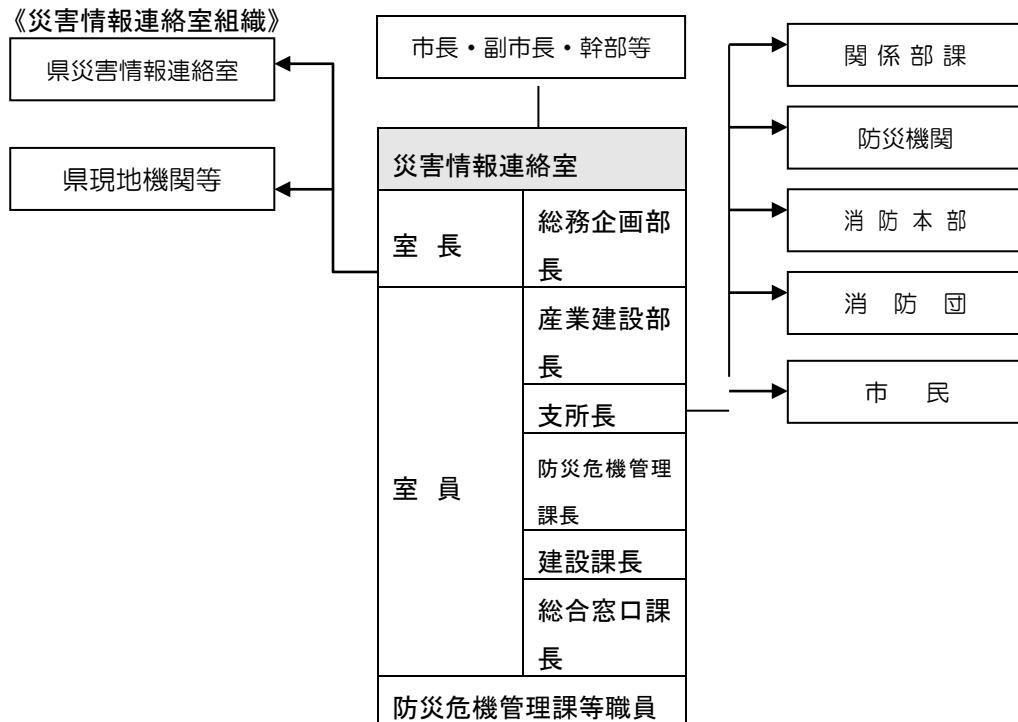 《災害情報連絡室組織》
県災害情報連絡室
県現地機関等
市長・副市長・幹部等
災害情報連絡室
室 長
総務企画部
長
室 員
産業建設部
長
支所長
防災危機管理
課長
建設課長
総合窓口課
長
防災危機管理課等職員
関 係 部 課
防災機関
消 防 本 部
消 防 団
市 民